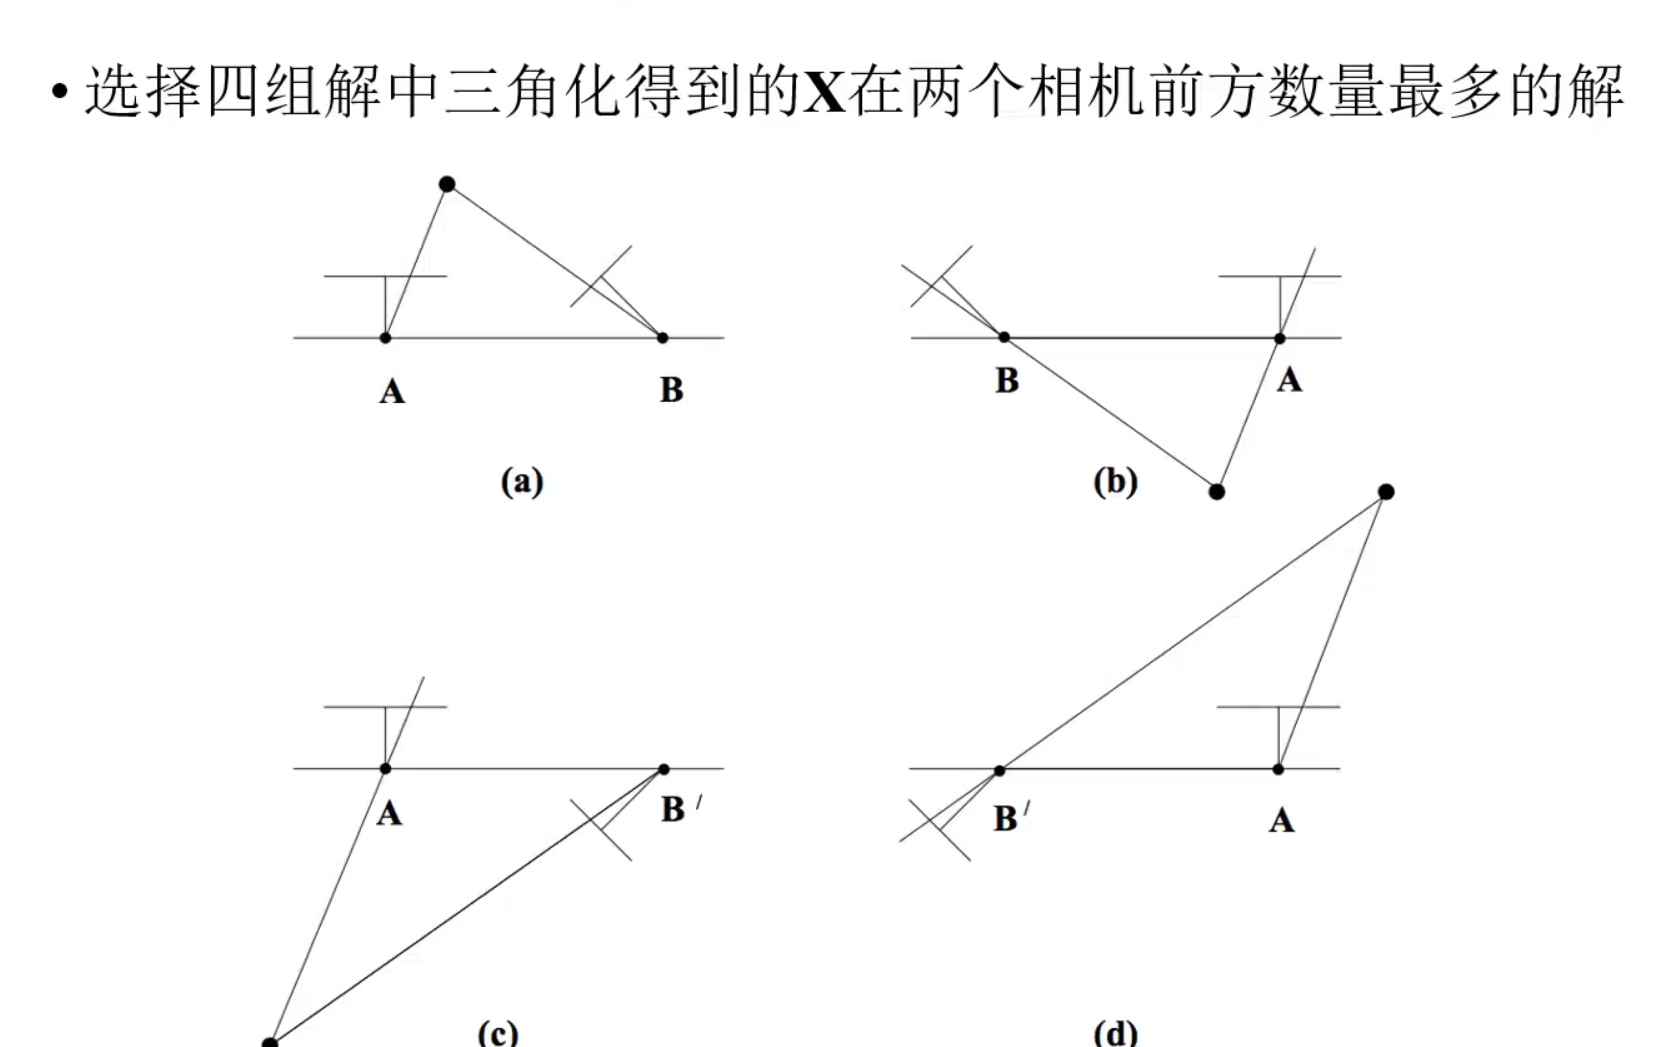 • 选择四组解中三角化得到的X在两个相机前方数量最多的解
A B
B A
(a) (b)
A B /
B / A
(c) (d)